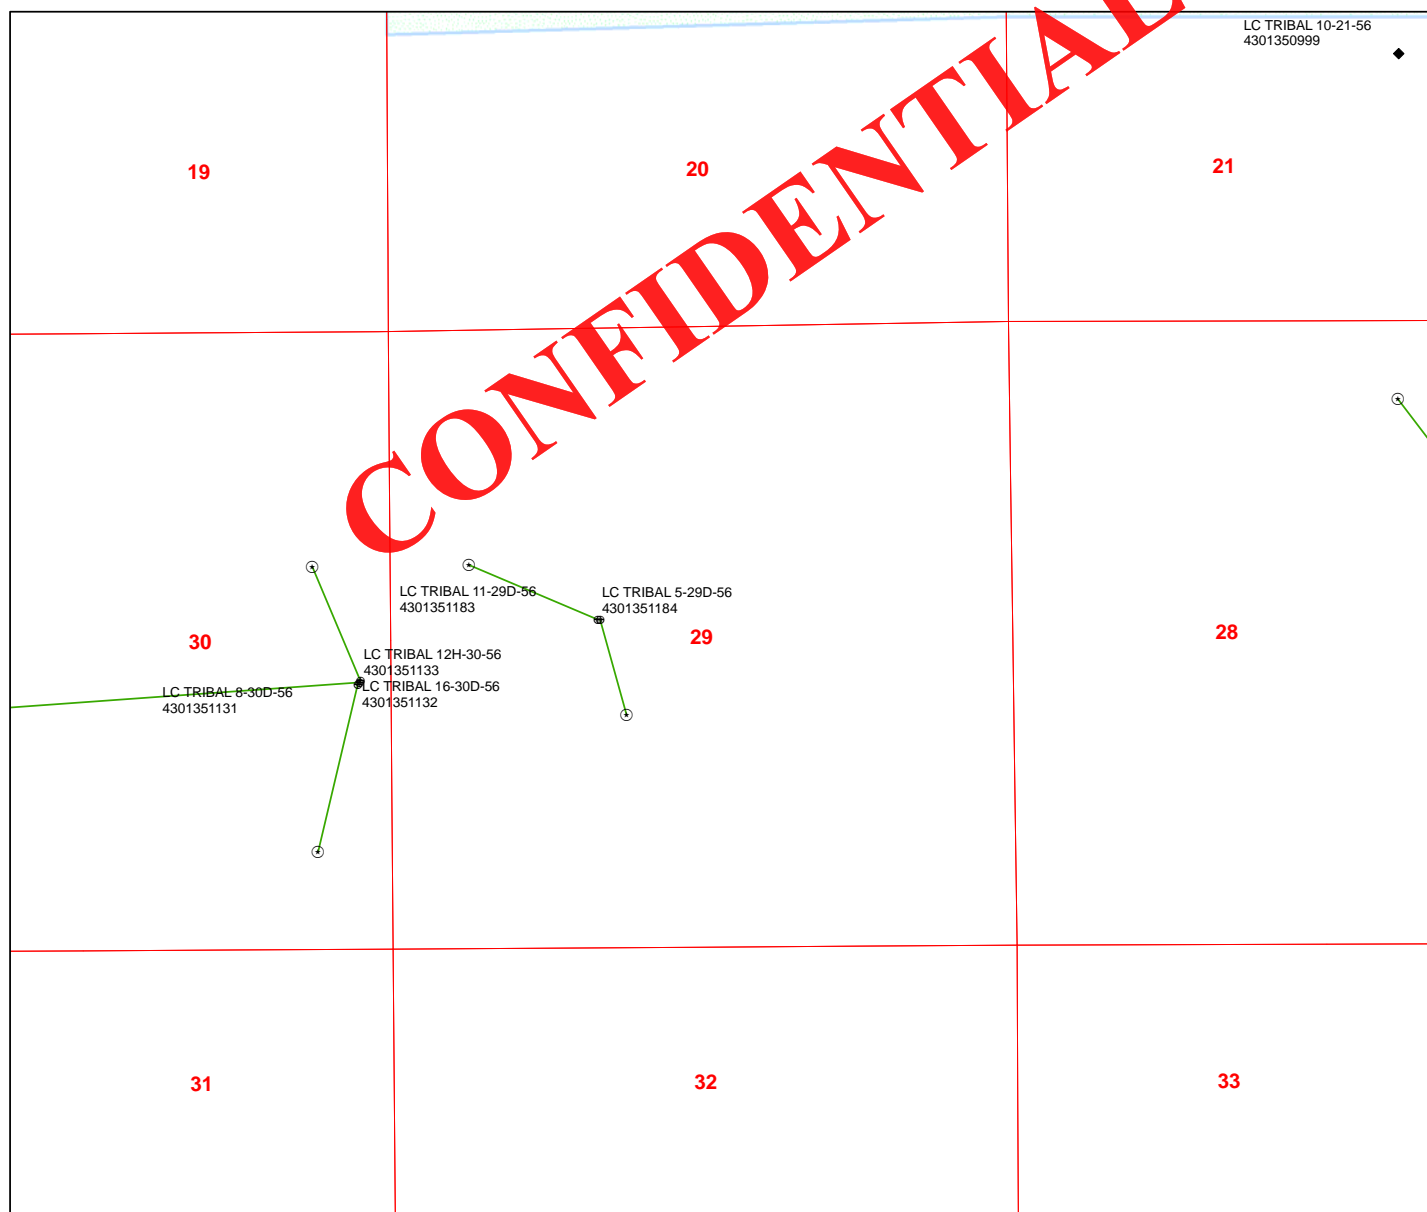 LC TRIBAL 10-21-56
4301350999
19
20
21
CONFIDENTIAL
LC TRIBAL 11-29D-56
4301351183
LC TRIBAL 5-29D-56
4301351184
30
29
28
LC TRIBAL 12H-30-56
4301351133
LC TRIBAL 8-30D-56
4301351131
LC TRIBAL 16-30D-56
4301351132
31
32
33